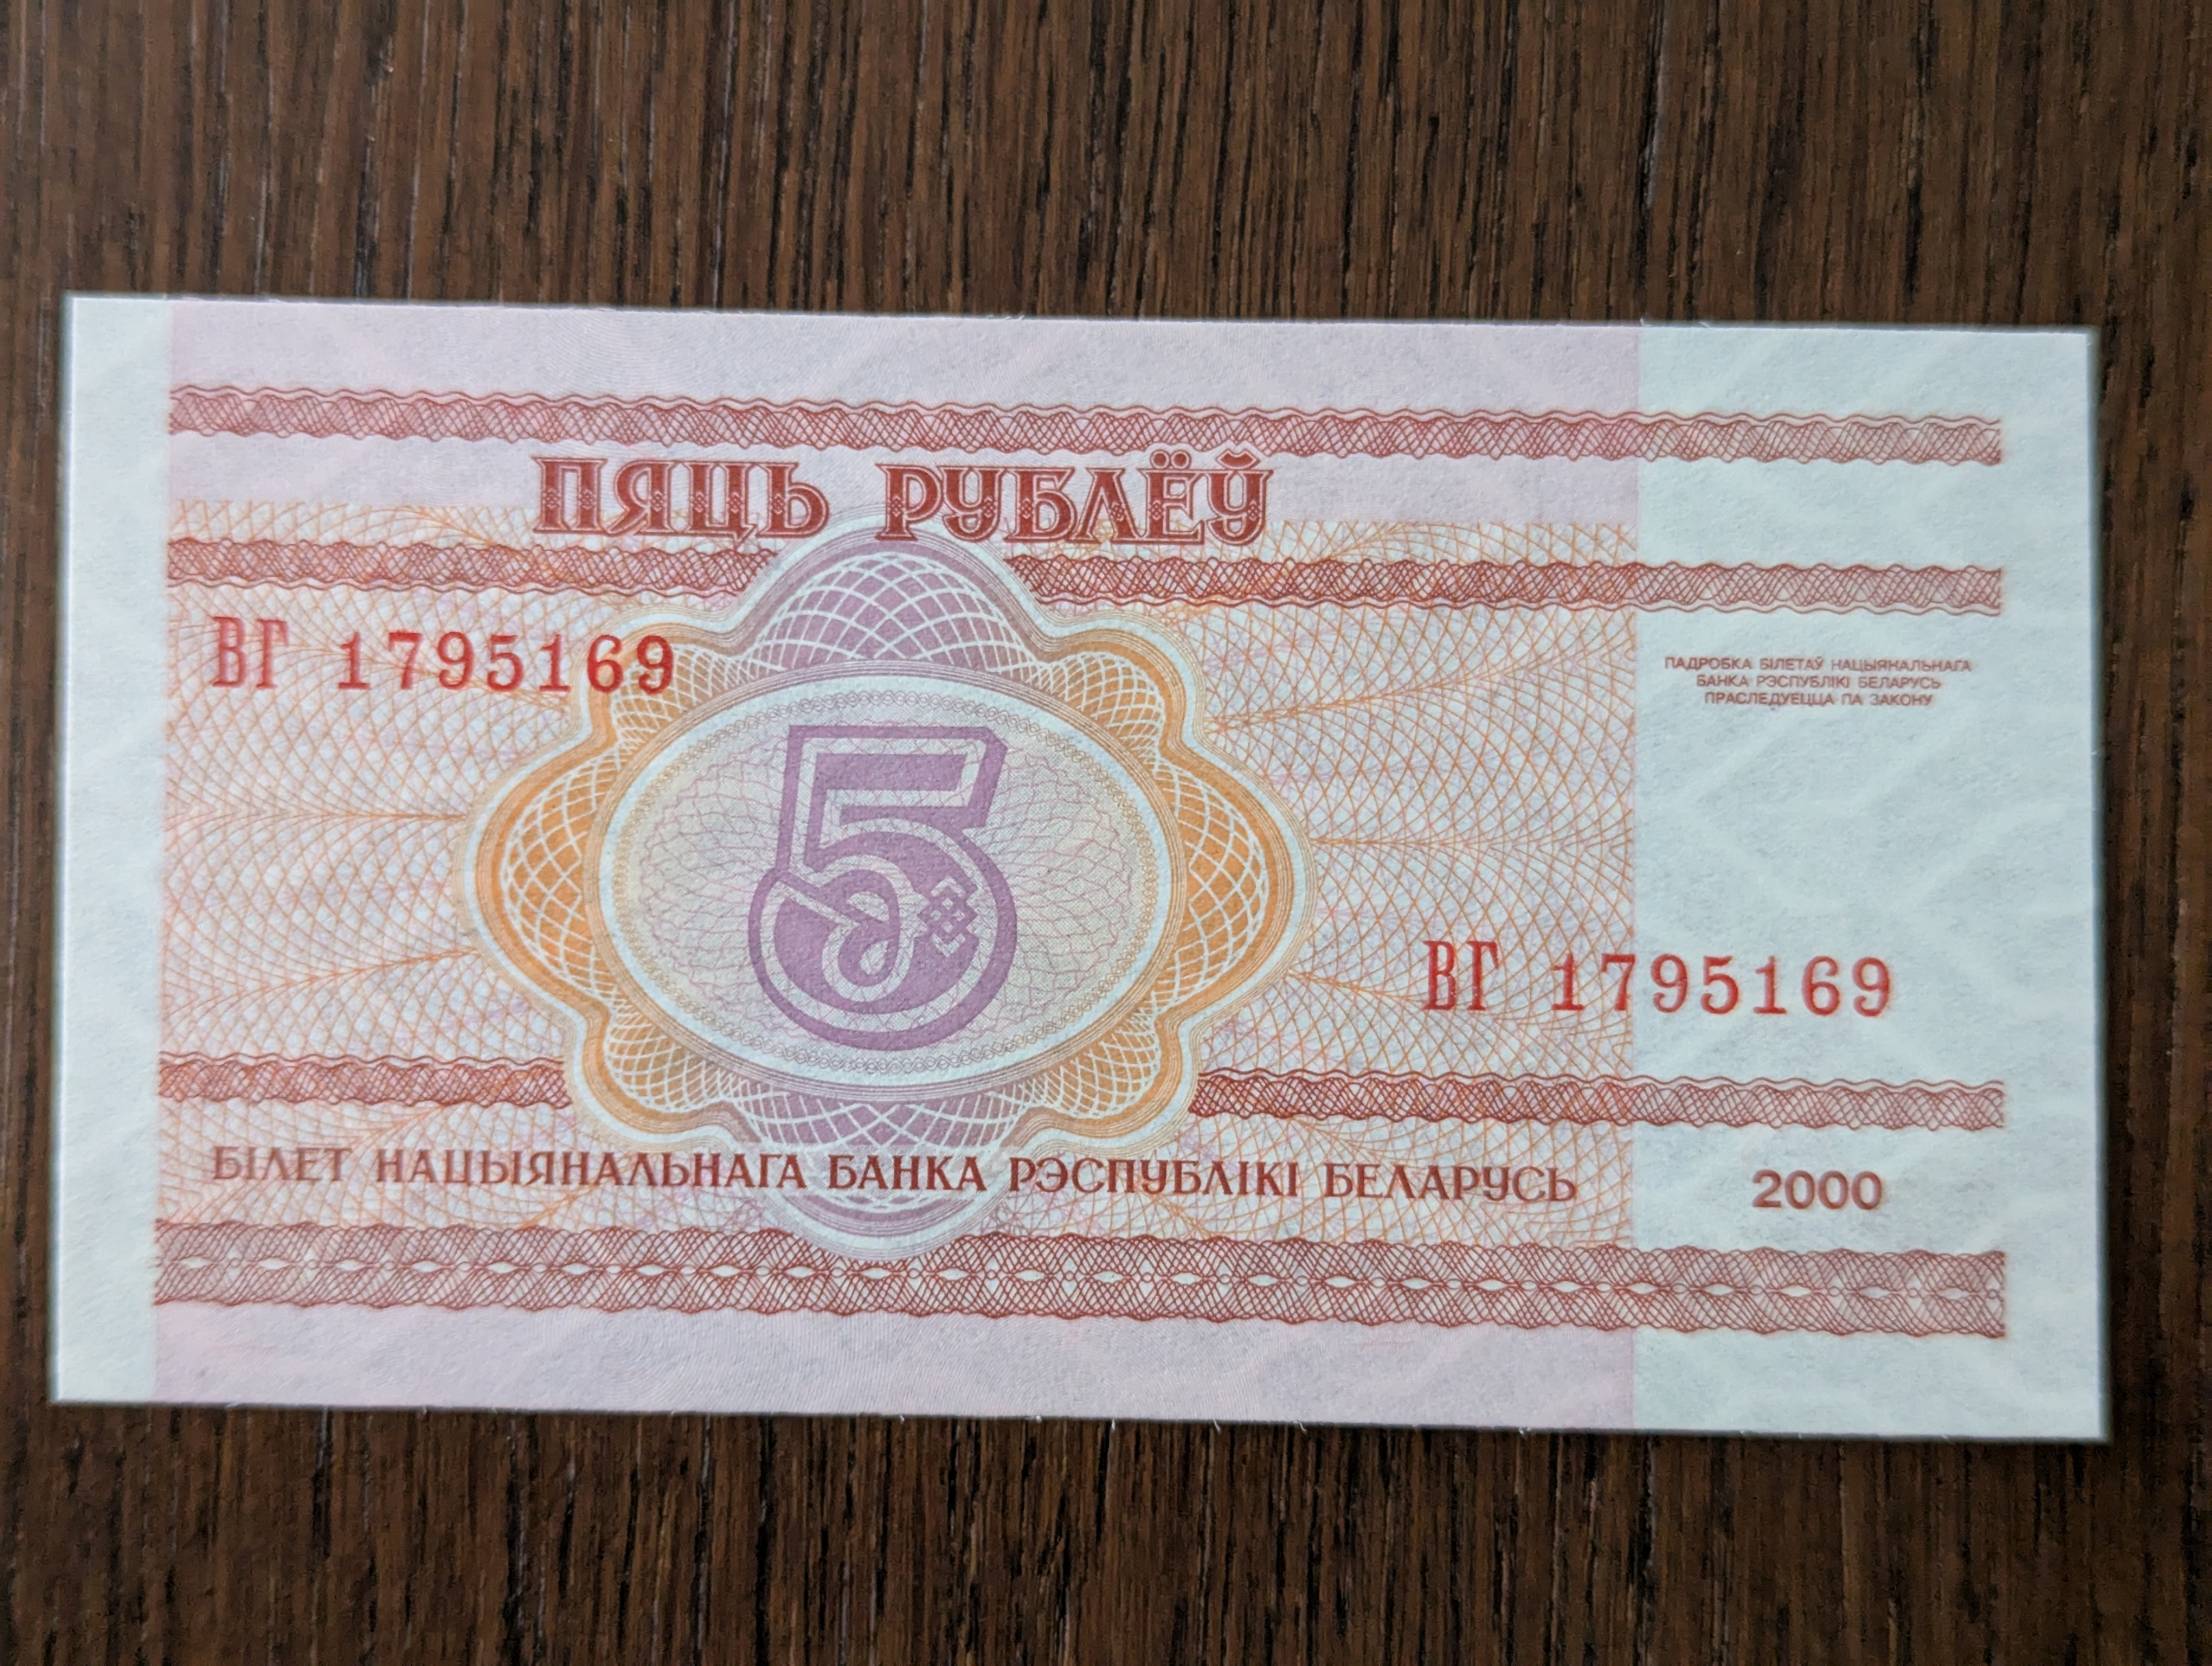 ПЯЦЬ РУБЛЁЎ
ВГ 1795169
ПАДРОБКА БІЛЕТАЎ НАЦЫЯНАЛЬНАГА
БАНКА РЭСПУБЛІКІ БЕЛАРУСЬ
ПРАСЛЕДУЕЦЦА ПА ЗАКОНУ
5
ВГ 1795169
БІЛЕТ НАЦЫЯНАЛЬНАГА БАНКА РЭСПУБЛІКІ БЕЛАРУСЬ
2000